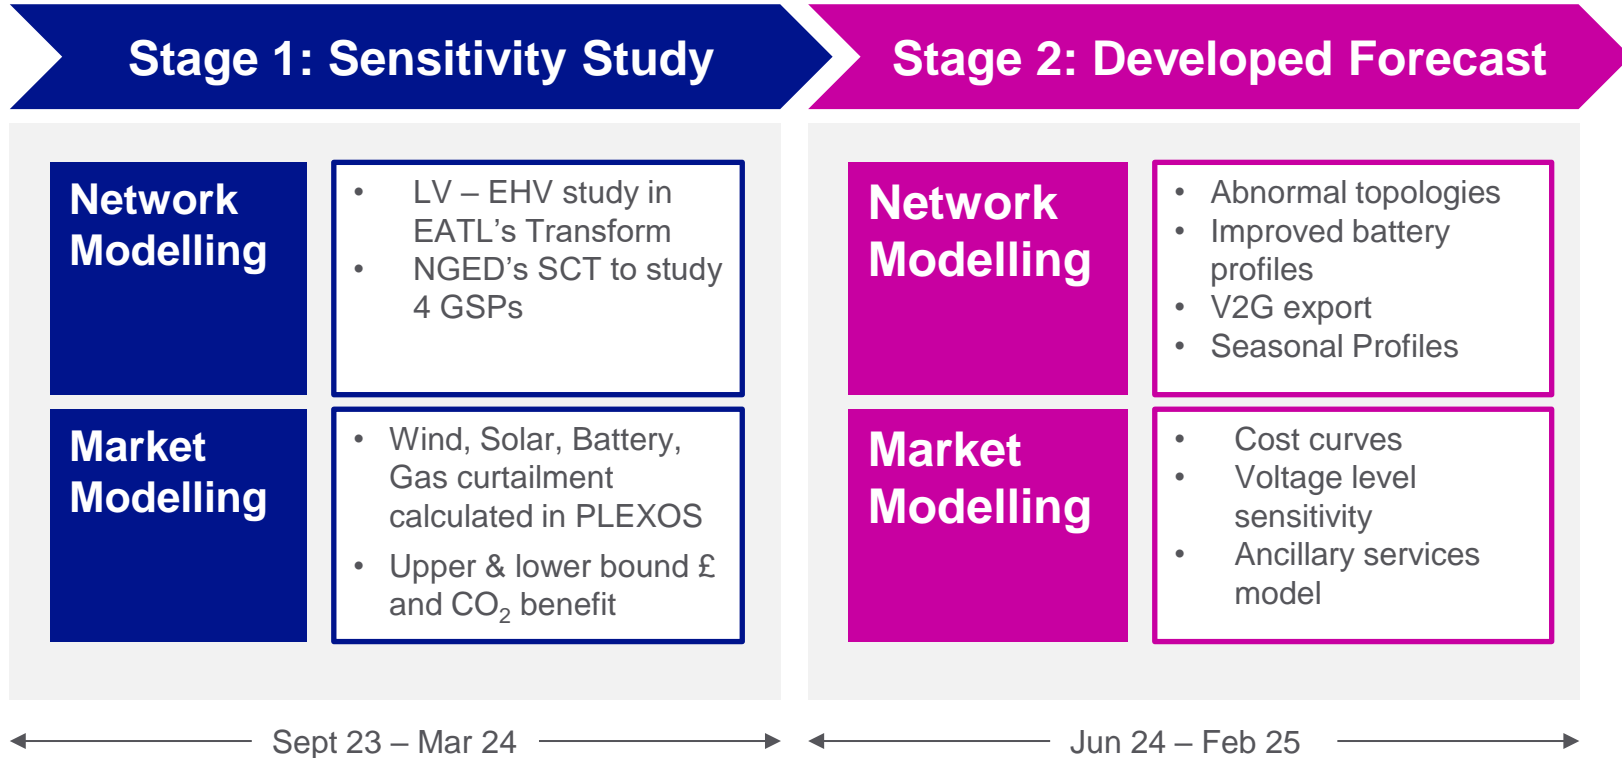 Stage 1: Sensitivity Study
Network
Modelling
• LV – EHV study in
EATL’s Transform
• NGED’s SCT to study
4 GSPs
Market
Modelling
• Wind, Solar, Battery,
Gas curtailment
calculated in PLEXOS
• Upper & lower bound £
and CO₂ benefit
Sept 23 – Mar 24
Stage 2: Developed Forecast
Network
Modelling
• Abnormal topologies
• Improved battery
profiles
• V2G export
• Seasonal Profiles
Market
Modelling
• Cost curves
• Voltage level
sensitivity
• Ancillary services
model
Jun 24 – Feb 25